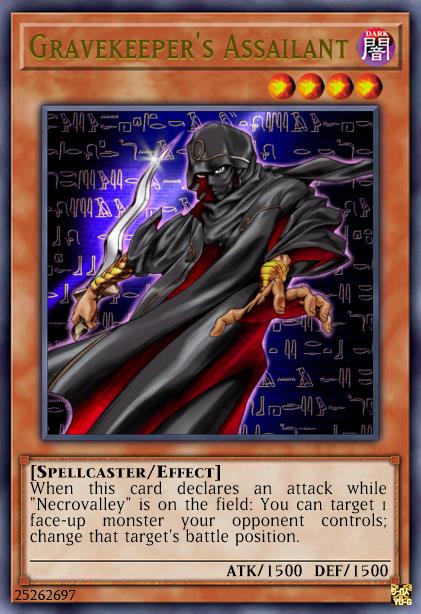 GRAVEKEEPER'S ASSAILANT
DARK
闇
[SPELLCASTER/EFFECT]
When this card declares an attack while
"Necrovalley" is on the field: You can target 1
face-up monster your opponent controls;
change that target's battle position.
ATK/1500 DEF/1500
25262697